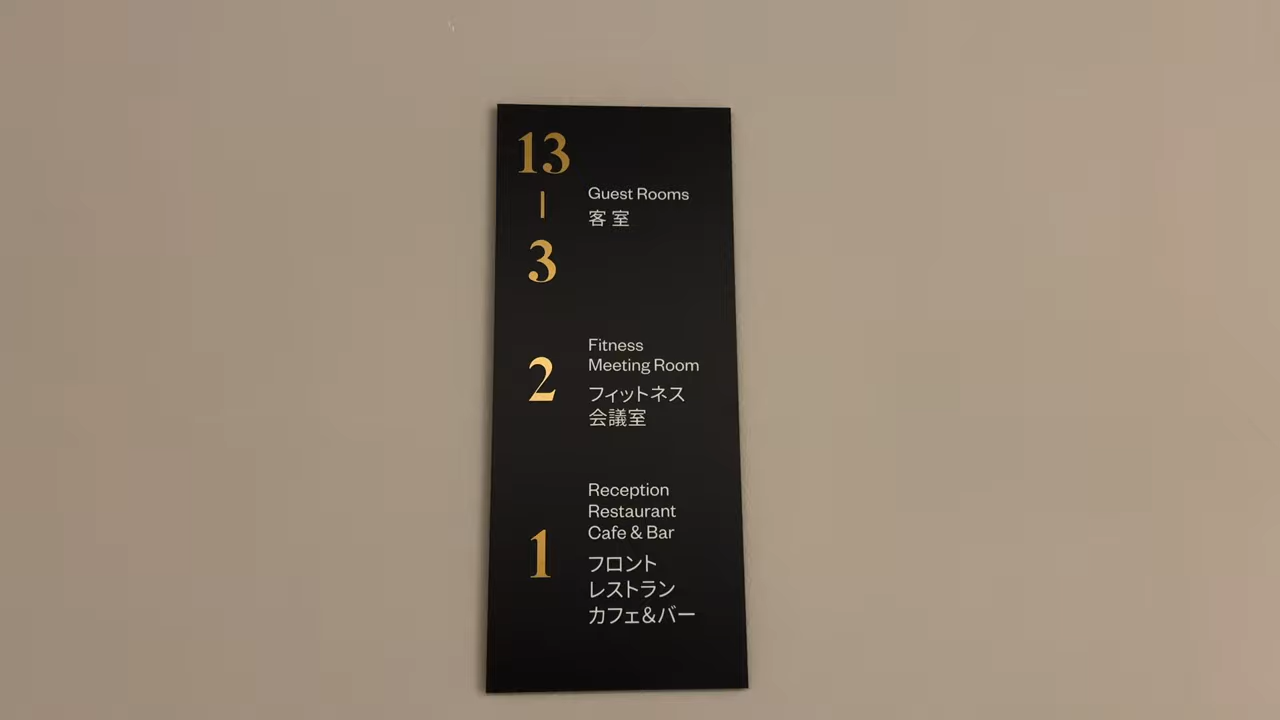 13
|
3
Guest Rooms
客室
2
Fitness
Meeting Room
フィットネス
会議室
1
Reception
Restaurant
Cafe & Bar
フロント
レストラン
カフェ&バー